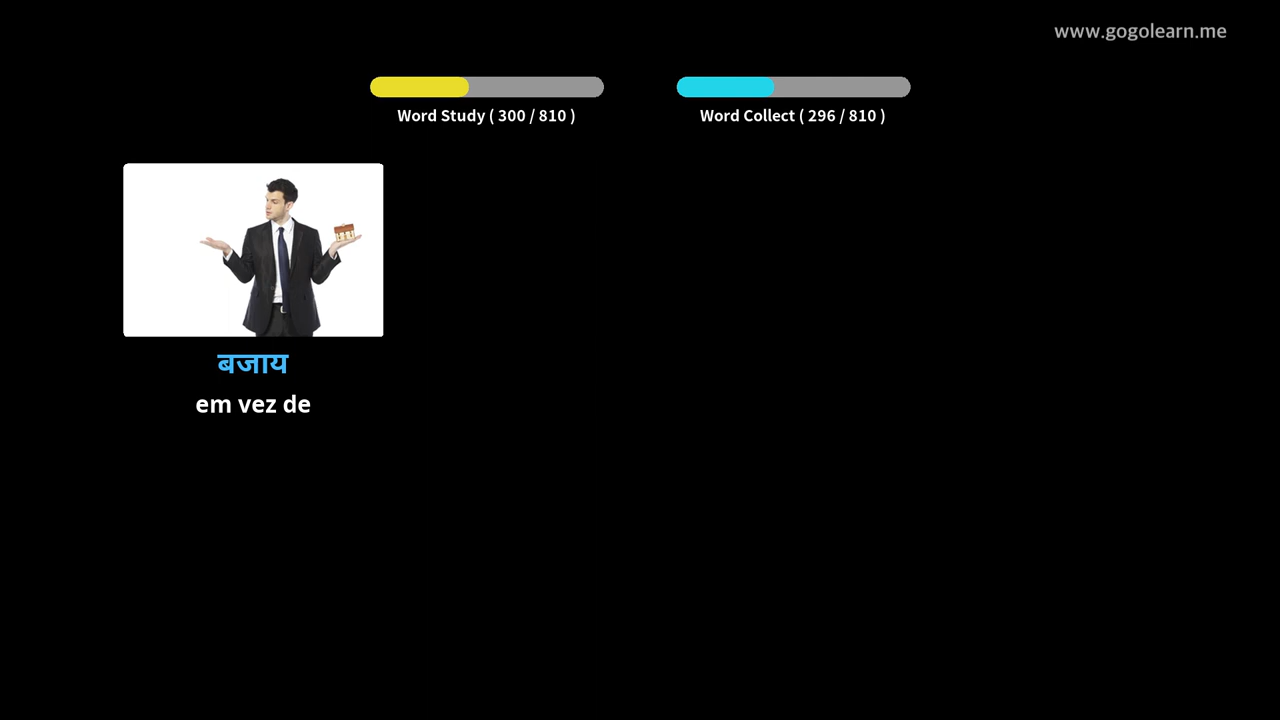 www.gogolearn.me
Word Study ( 300 / 810 )
Word Collect ( 296 / 810 )
बजाय
em vez de